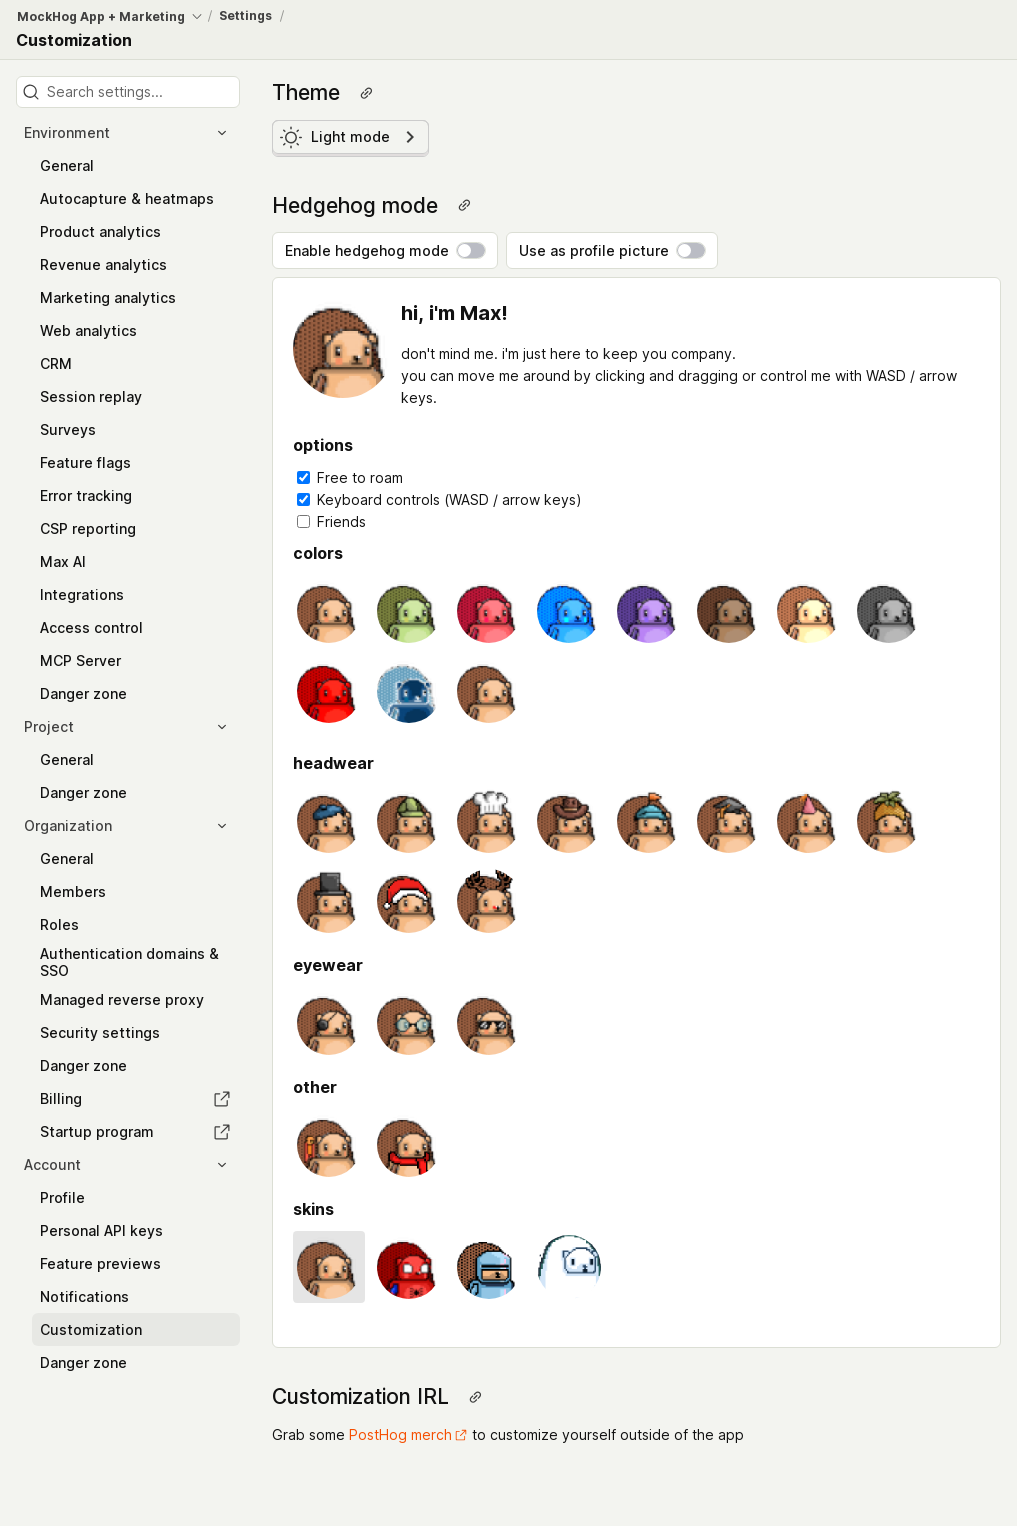 MockHog App + Marketing / Settings /
Customization
Search settings...
Environment
General
Autocapture & heatmaps
Product analytics
Revenue analytics
Marketing analytics
Web analytics
CRM
Session replay
Surveys
Feature flags
Error tracking
CSP reporting
Max AI
Integrations
Access control
MCP Server
Danger zone
Project
General
Danger zone
Organization
General
Members
Roles
Authentication domains &
SSO
Managed reverse proxy
Security settings
Danger zone
Billing
Startup program
Account
Profile
Personal API keys
Feature previews
Notifications
Customization
Danger zone
Theme
Light mode
Hedgehog mode
Enable hedgehog mode
Use as profile picture
hi, i'm Max!
don't mind me. i'm just here to keep you company.
you can move me around by clicking and dragging or control me with WASD / arrow
keys.
options
Free to roam
Keyboard controls (WASD / arrow keys)
Friends
colors
headwear
eyewear
other
skins
Customization IRL
Grab some PostHog merch to customize yourself outside of the app